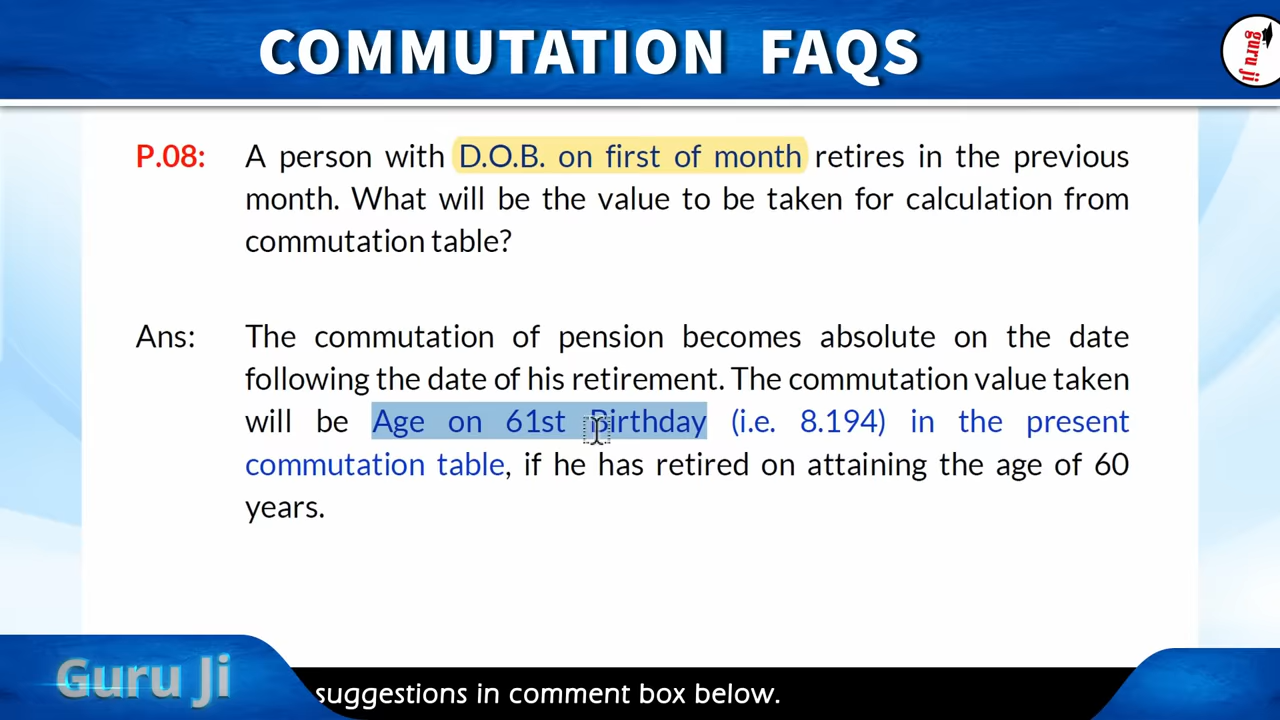 COMMUTATION FAQS
guru ji
P.08: A person with D.O.B. on first of month retires in the previous
month. What will be the value to be taken for calculation from
commutation table?
Ans: The commutation of pension becomes absolute on the date
following the date of his retirement. The commutation value taken
will be Age on 61st Birthday (i.e. 8.194) in the present
commutation table, if he has retired on attaining the age of 60
years.
Guru Ji
suggestions in comment box below.